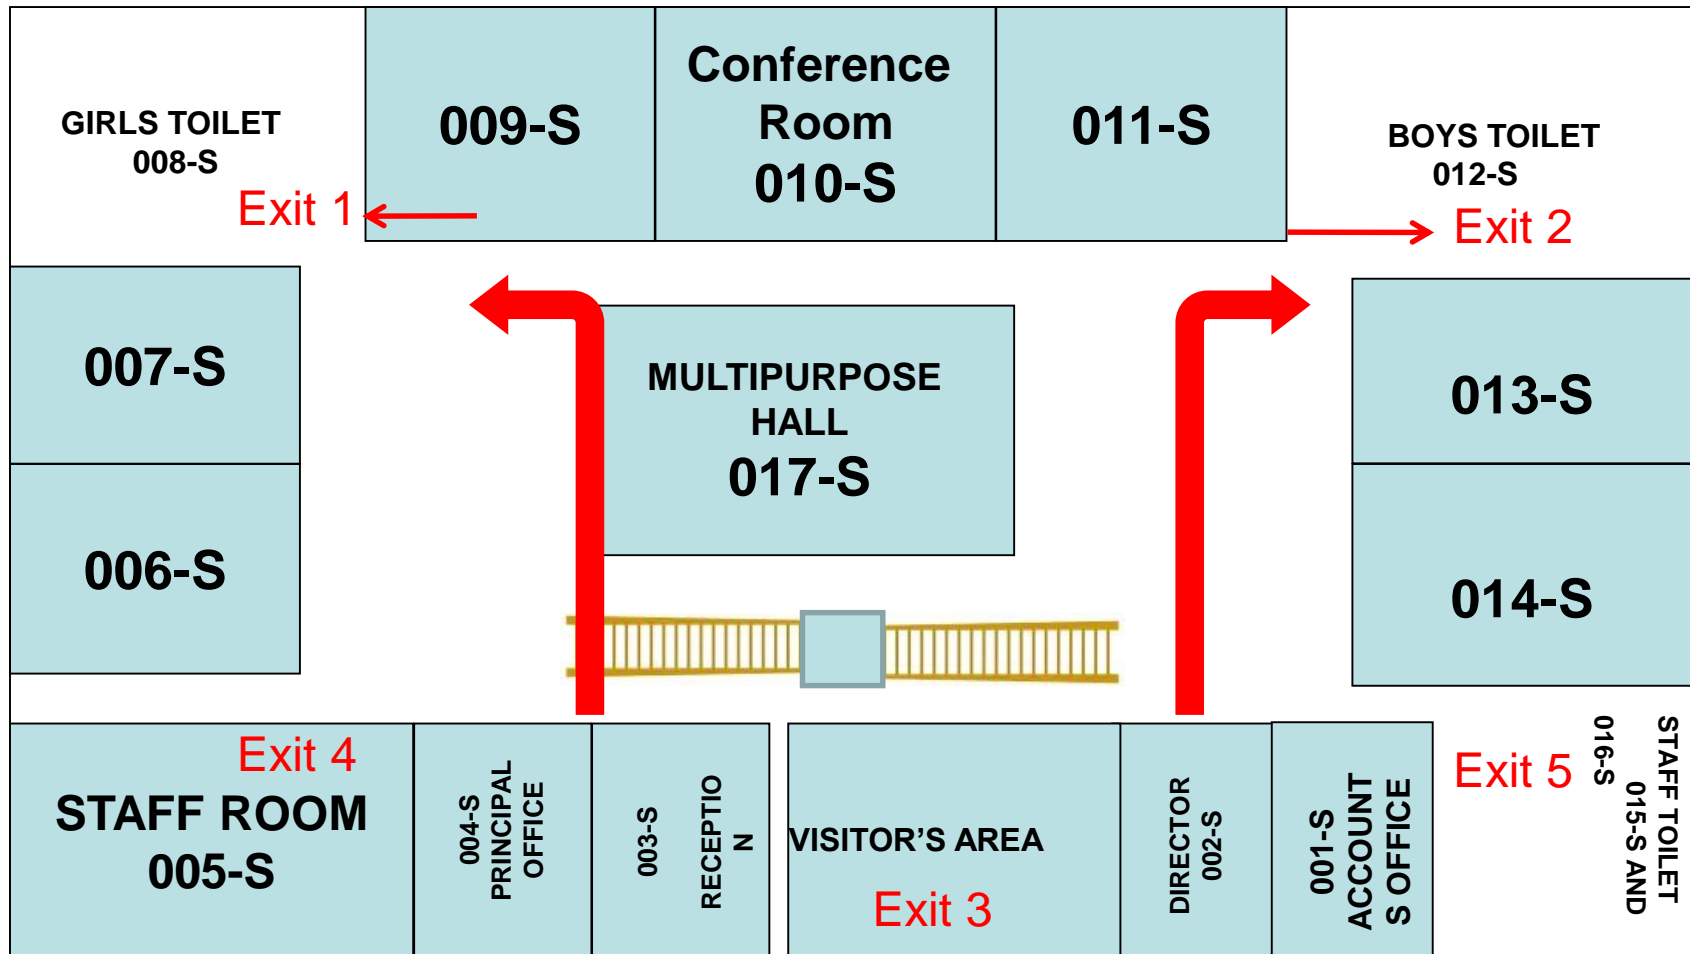 GIRLS TOILET
008-S
Exit 1
009-S
Conference
Room
010-S
011-S
BOYS TOILET
012-S
Exit 2
007-S
MULTIPURPOSE
HALL
017-S
013-S
006-S
014-S
Exit 4
STAFF ROOM
005-S
004-S
PRINCIPAL
OFFICE
003-S
RECEPTIO
N
VISITOR'S AREA
Exit 3
DIRECTOR
002-S
001-S
ACCOUNT
S OFFICE
Exit 5
STAFF TOILET
015-S AND
016-S